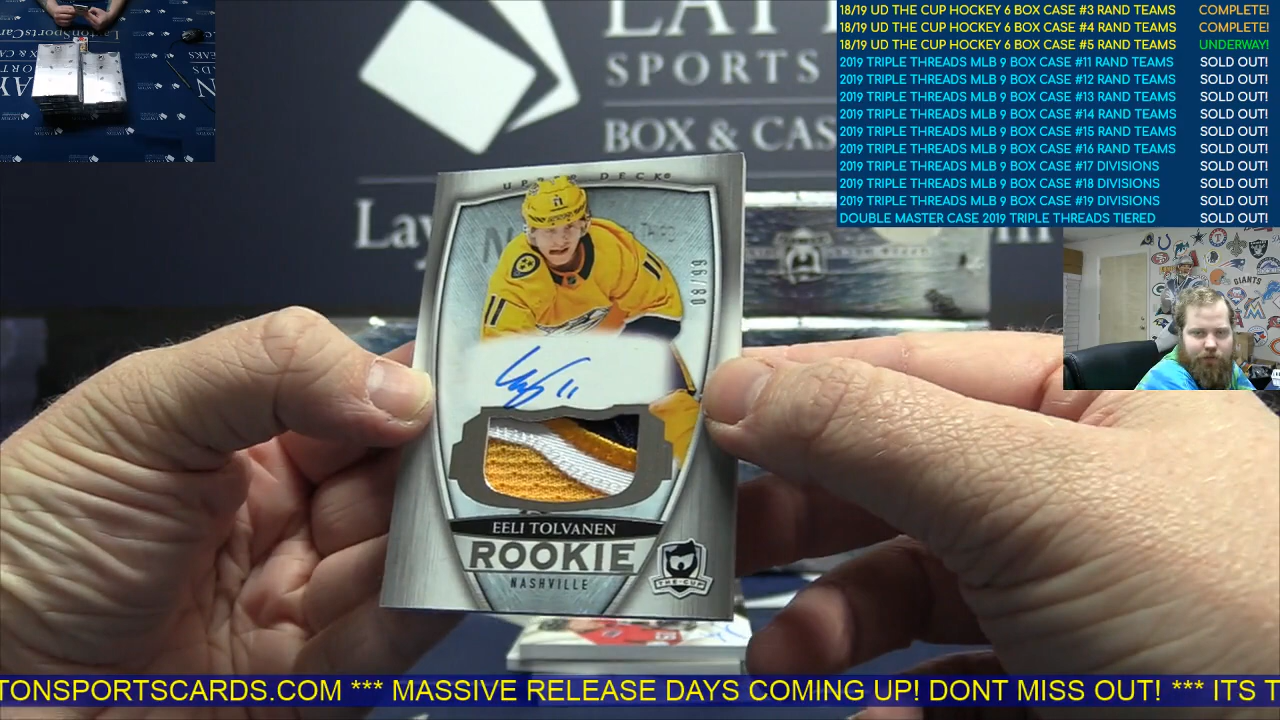 18/19 UD THE CUP HOCKEY 6 BOX CASE #3 RAND TEAMS COMPLETE!
18/19 UD THE CUP HOCKEY 6 BOX CASE #4 RAND TEAMS COMPLETE!
18/19 UD THE CUP HOCKEY 6 BOX CASE #5 RAND TEAMS UNDERWAY!
2019 TRIPLE THREADS MLB 9 BOX CASE #11 RAND TEAMS SOLD OUT!
2019 TRIPLE THREADS MLB 9 BOX CASE #12 RAND TEAMS SOLD OUT!
2019 TRIPLE THREADS MLB 9 BOX CASE #13 RAND TEAMS SOLD OUT!
2019 TRIPLE THREADS MLB 9 BOX CASE #14 RAND TEAMS SOLD OUT!
2019 TRIPLE THREADS MLB 9 BOX CASE #15 RAND TEAMS SOLD OUT!
2019 TRIPLE THREADS MLB 9 BOX CASE #16 RAND TEAMS SOLD OUT!
2019 TRIPLE THREADS MLB 9 BOX CASE #17 DIVISIONS SOLD OUT!
2019 TRIPLE THREADS MLB 9 BOX CASE #18 DIVISIONS SOLD OUT!
2019 TRIPLE THREADS MLB 9 BOX CASE #19 DIVISIONS SOLD OUT!
DOUBLE MASTER CASE 2019 TRIPLE THREADS TIERED SOLD OUT!
SPORTS
BOX & CAS
Lay
UPPER DECK
08/99
11
11
EELI TOLVANEN
ROOKIE
NASHVILLE
THE CUP
GIANTS
TONSPORTSCARDS.COM *** MASSIVE RELEASE DAYS COMING UP! DONT MISS OUT! *** ITS T